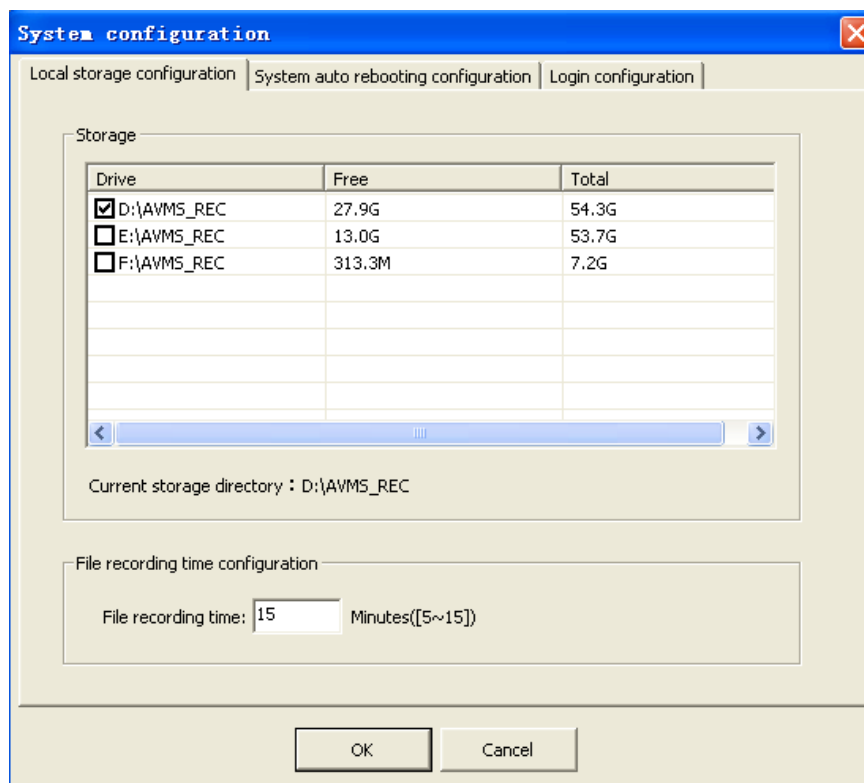 System configuration
Local storage configuration System auto rebooting configuration Login configuration
Storage
Drive Free Total
D:\AVMS_REC 27.9G 54.3G
E:\AVMS_REC 13.0G 53.7G
F:\AVMS_REC 313.3M 7.2G
Current storage directory：D:\AVMS_REC
File recording time configuration
File recording time: 15 Minutes([5~15])
OK Cancel